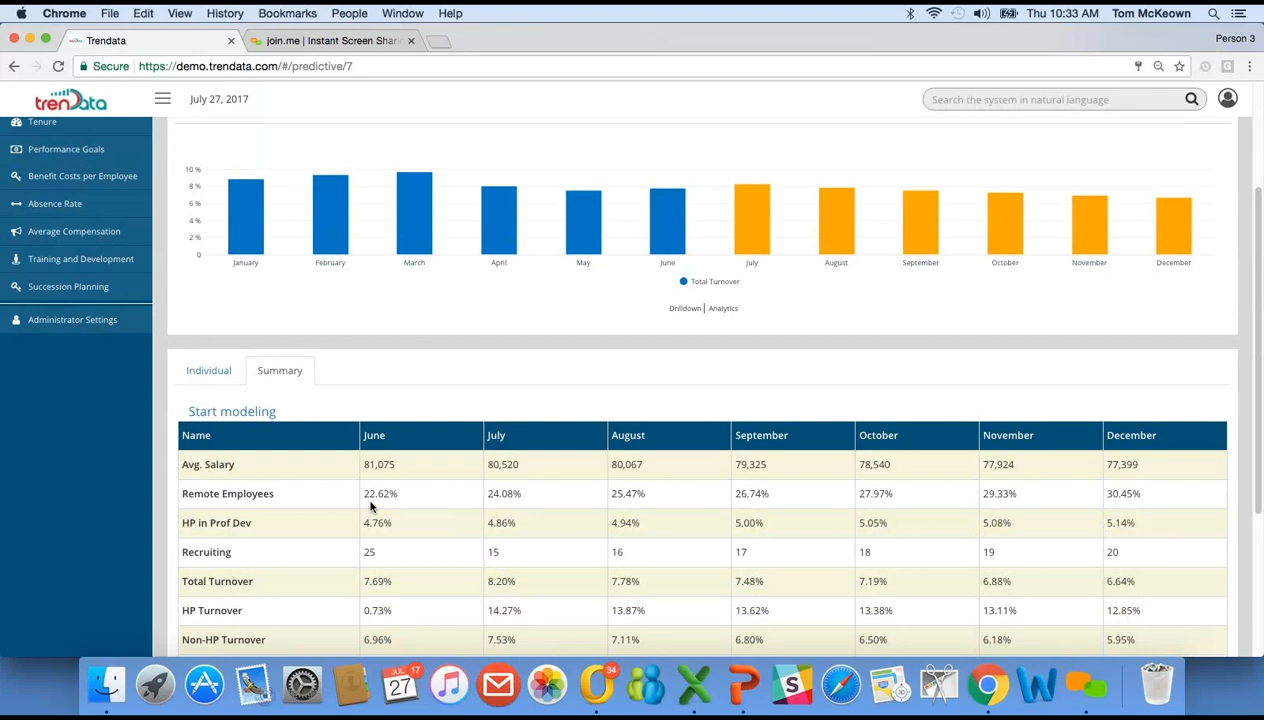 Chrome File Edit View History Bookmarks People Window Help Thu 10:33 AM Tom McKeown
Trendata join.me | Instant Screen Shar Person 3
Secure https://demo.trendata.com/#/predictive/7
trenData July 27, 2017 Search the system in natural language
Tenure
Performance Goals
Benefit Costs per Employee
Absence Rate
Average Compensation
Training and Development
Succession Planning
Administrator Settings
10 %
8 %
6 %
4 %
2 %
0
January February March April May June July August September October November December
Total Turnover
Drilldown | Analytics
Individual Summary
Start modeling
Name June July August September October November December
Avg. Salary 81,075 80,520 80,067 79,325 78,540 77,924 77,399
Remote Employees 22.62% 24.08% 25.47% 26.74% 27.97% 29.33% 30.45%
HP in Prof Dev 4.76% 4.86% 4.94% 5.00% 5.05% 5.08% 5.14%
Recruiting 25 15 16 17 18 19 20
Total Turnover 7.69% 8.20% 7.78% 7.48% 7.19% 6.88% 6.64%
HP Turnover 0.73% 14.27% 13.87% 13.62% 13.38% 13.11% 12.85%
Non-HP Turnover 6.96% 7.53% 7.11% 6.80% 6.50% 6.18% 5.95%
JUL 17
27
34